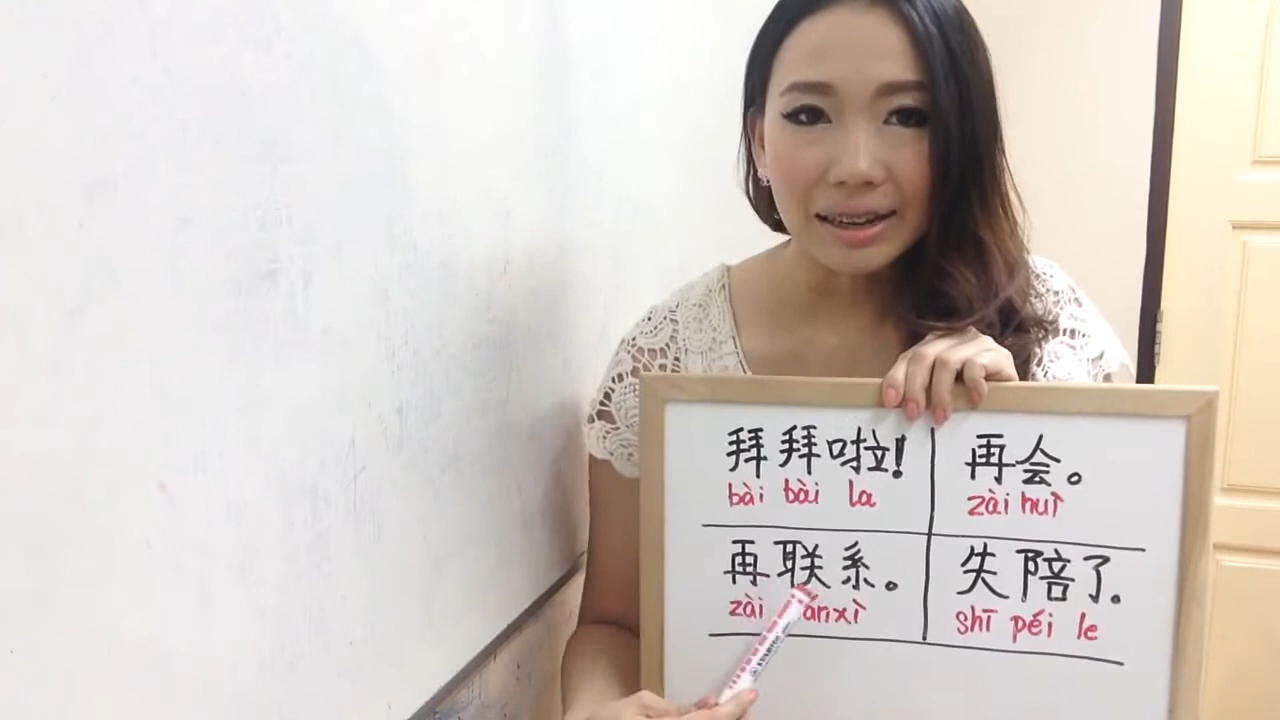 拜拜啦!
bài bài la
再会。
zài huì
再联系。
zài ánxì
失陪了。
shī péi le